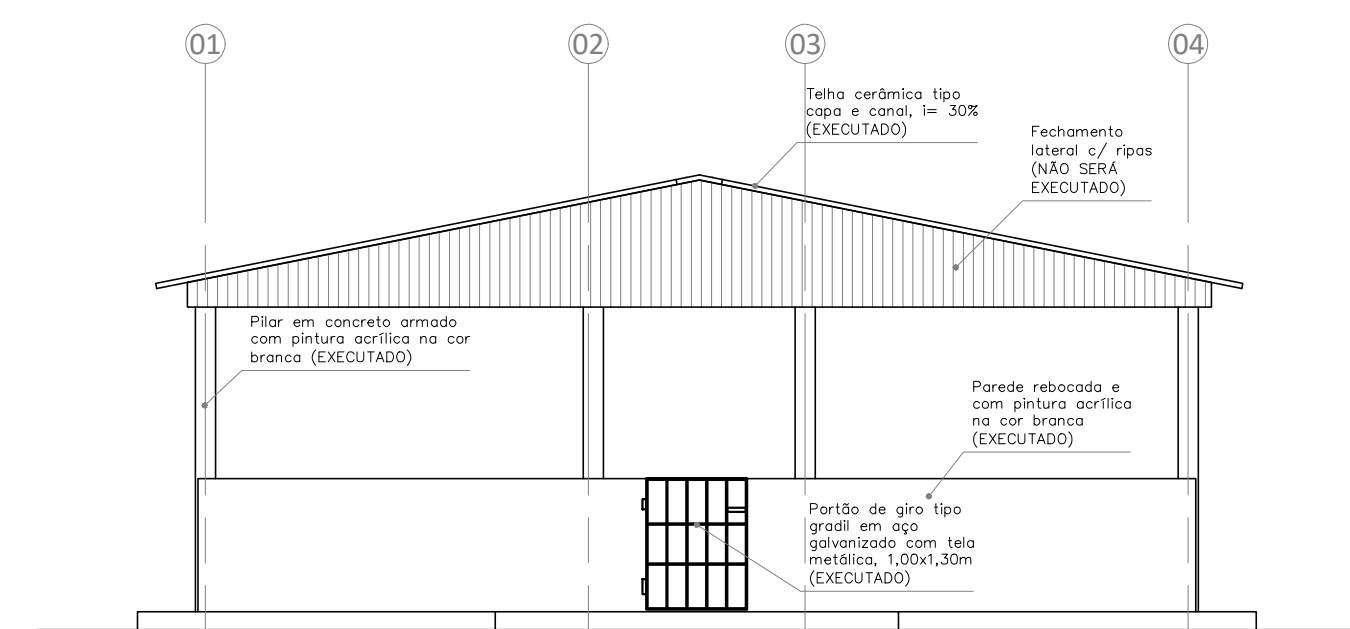 01
02
03
04
Telha cerâmica tipo
capa e canal, i= 30%
(EXECUTADO)
Fechamento
lateral c/ ripas
(NÃO SERÁ
EXECUTADO)
Pilar em concreto armado
com pintura acrílica na cor
branca (EXECUTADO)
Parede rebocada e
com pintura acrílica
na cor branca
(EXECUTADO)
Portão de giro tipo
gradil em aço
galvanizado com tela
metálica, 1,00x1,30m
(EXECUTADO)